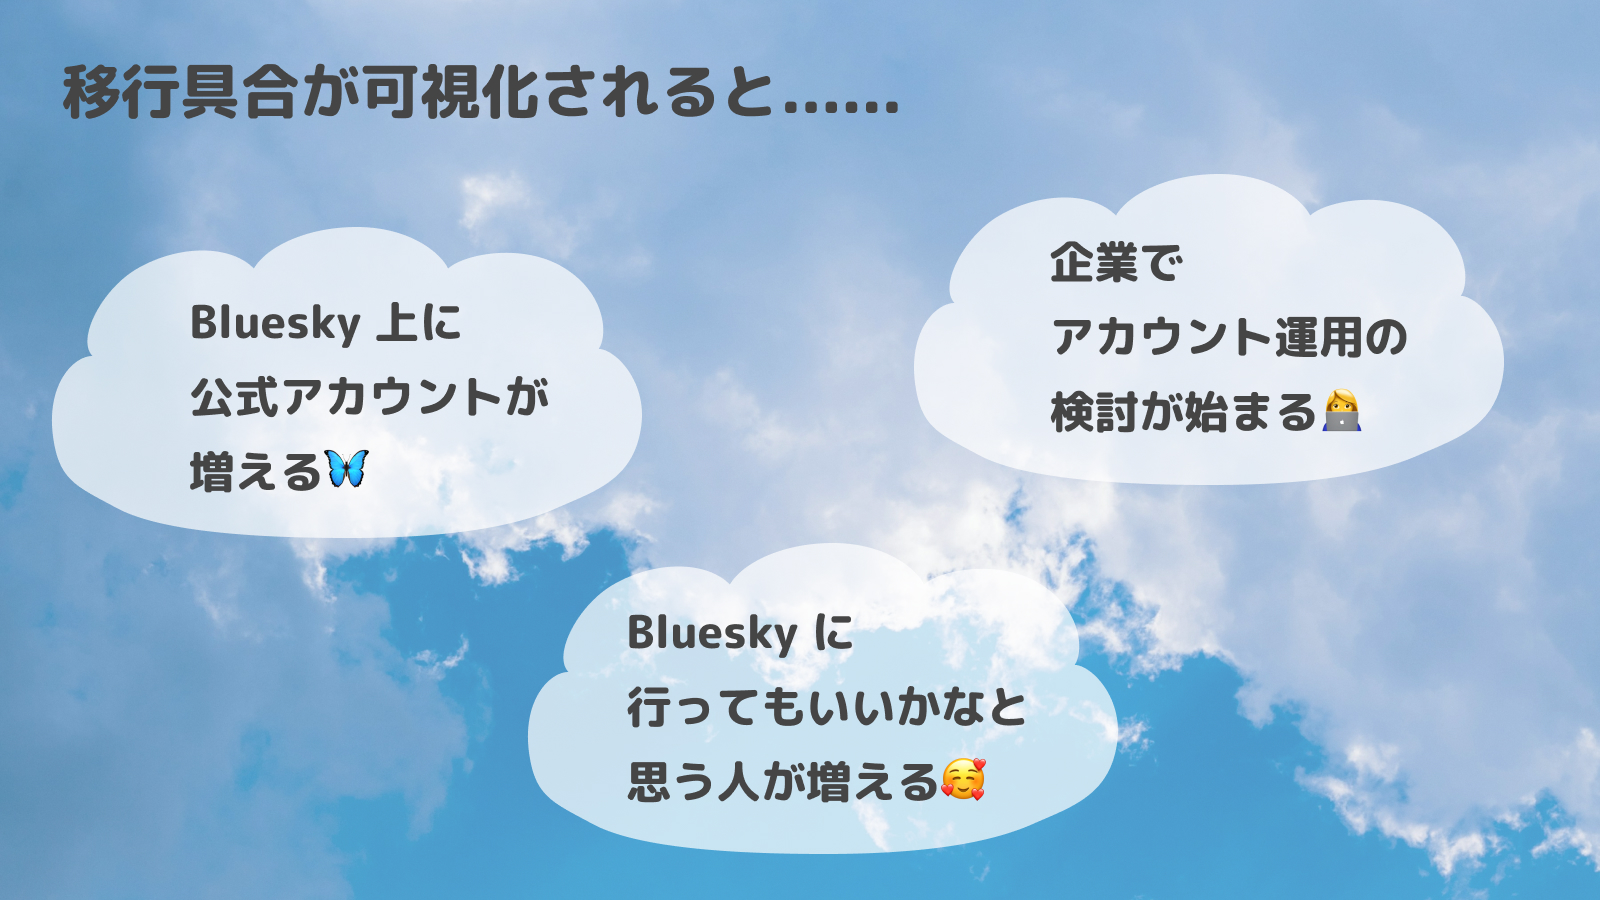 移行具合が可視化されると……
Bluesky 上に
公式アカウントが
増える🦋
企業で
アカウント運用の
検討が始まる👩‍💻
Bluesky に
行ってもいいかなと
思う人が増える🥰